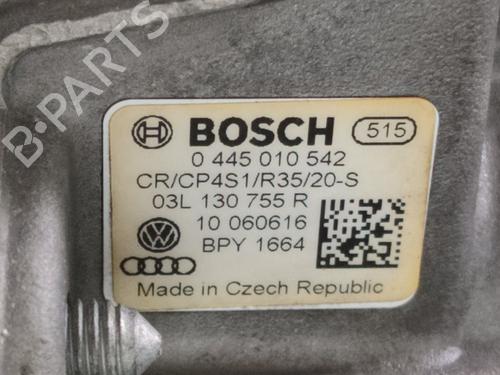 BOSCH 515
0 445 010 542
CR/CP4S1/R35/20-S
03L 130 755 R
10 060616
BPY 1664
Made in Czech Republic
B-PARTS